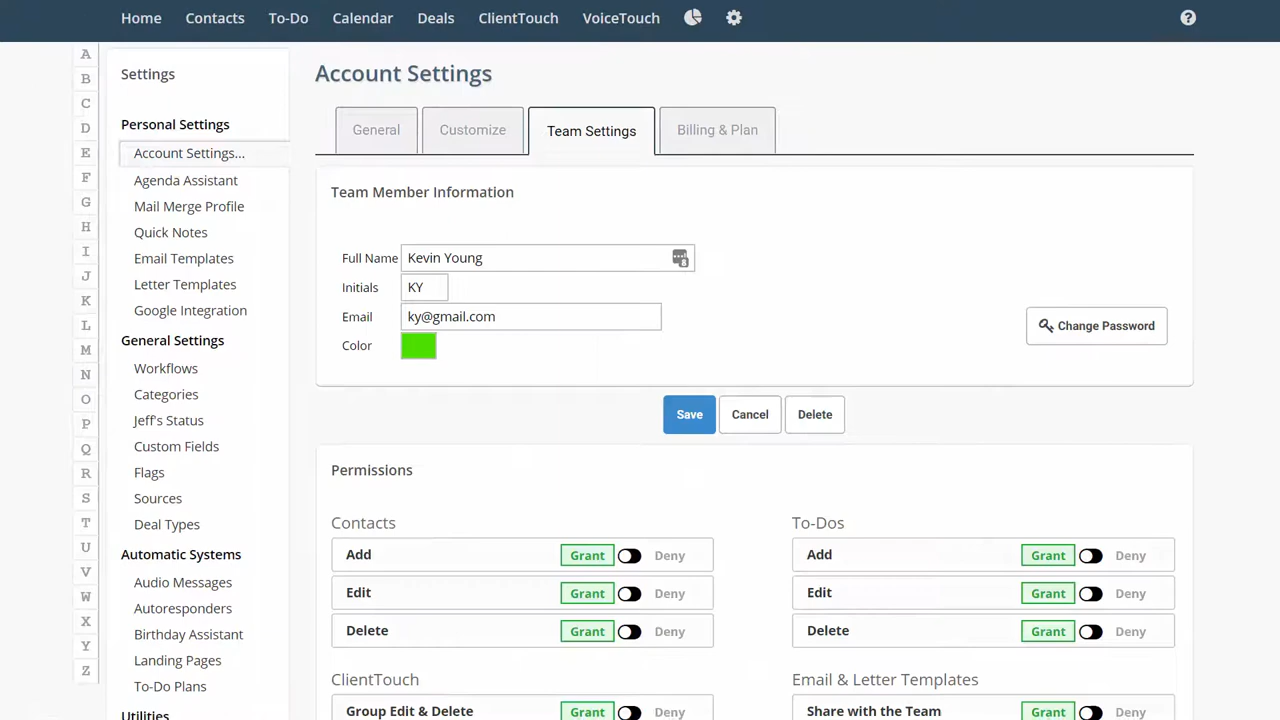 Home Contacts To-Do Calendar Deals ClientTouch VoiceTouch ?
A
B
C
D
E
F
G
H
I
J
K
L
M
N
O
P
Q
R
S
T
U
V
W
X
Y
Z
Settings
Personal Settings
Account Settings...
Agenda Assistant
Mail Merge Profile
Quick Notes
Email Templates
Letter Templates
Google Integration
General Settings
Workflows
Categories
Jeff's Status
Custom Fields
Flags
Sources
Deal Types
Automatic Systems
Audio Messages
Autoresponders
Birthday Assistant
Landing Pages
To-Do Plans
Utilities
Account Settings
General Customize Team Settings Billing & Plan
Team Member Information
Full Name Kevin Young 8
Initials KY
Email ky@gmail.com
Color
Change Password
Save Cancel Delete
Permissions
Contacts
Add Grant Deny
Edit Grant Deny
Delete Grant Deny
To-Dos
Add Grant Deny
Edit Grant Deny
Delete Grant Deny
ClientTouch
Group Edit & Delete Grant Deny
Email & Letter Templates
Share with the Team Grant Deny